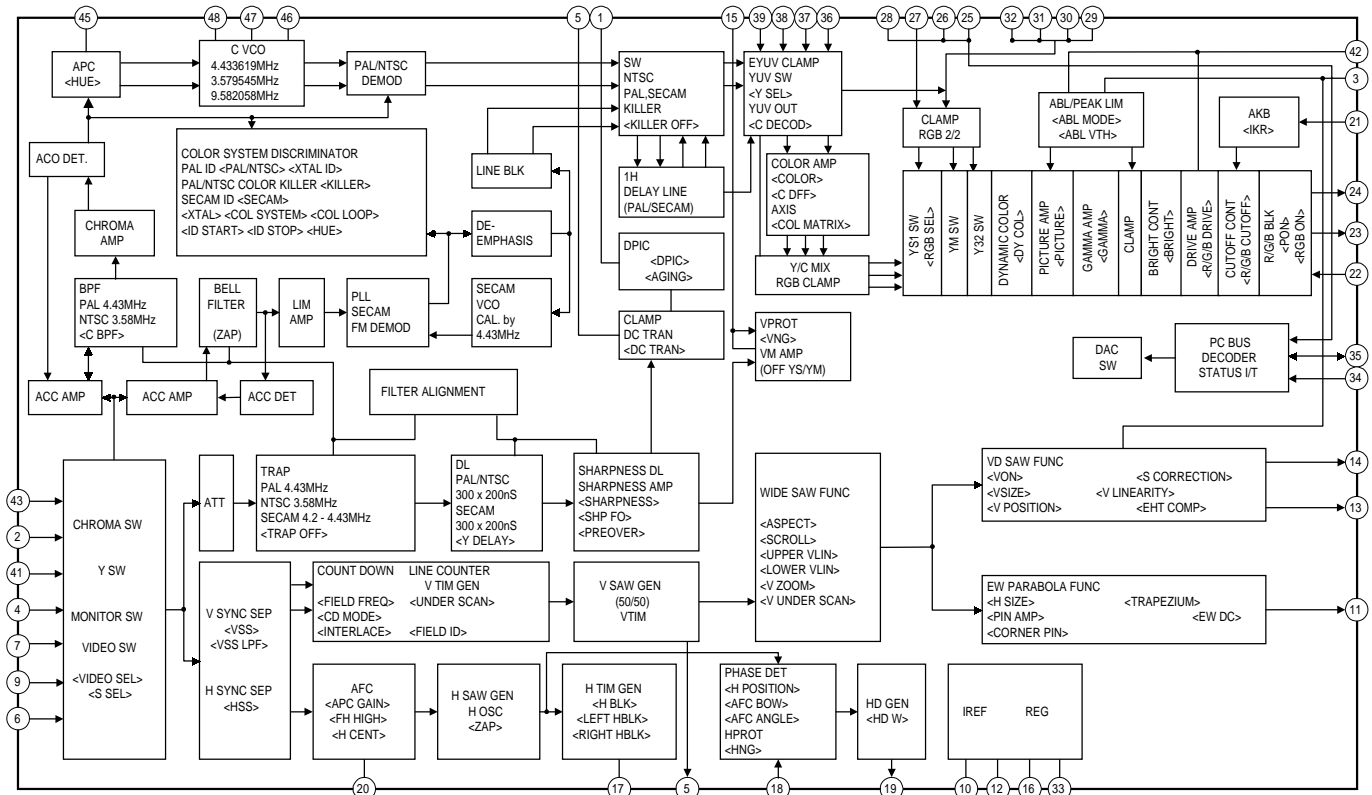 45
48
47
46
5
1
15
39
38
37
36
28
27
26
25
32
31
30
29
42
3
21
24
23
22
35
34
14
13
11
43
2
41
4
7
9
6
20
17
5
18
19
10
12
16
33
APC
<HUE>
C VCO
4.433619MHz
3.579545MHz
9.582058MHz
PAL/NTSC
DEMOD
SW
NTSC
PAL,SECAM
KILLER
<KILLER OFF>
EYUV CLAMP
YUV SW
<Y SEL>
YUV OUT
<C DECOD>
CLAMP
RGB 2/2
ABL/PEAK LIM
<ABL MODE>
<ABL VTH>
AKB
<IKR>
ACO DET.
COLOR SYSTEM DISCRIMINATOR
PAL ID <PAL/NTSC> <XTAL ID>
PAL/NTSC COLOR KILLER <KILLER>
SECAM ID <SECAM>
<XTAL> <COL SYSTEM> <COL LOOP>
<ID START> <ID STOP> <HUE>
LINE BLK
1H
DELAY LINE
(PAL/SECAM)
COLOR AMP
<COLOR>
<C DFF>
AXIS
<COL MATRIX>
YS1 SW
<RGB SEL>
YM SW
Y32 SW
DYNAMIC COLOR
<DY COL>
PICTURE AMP
<PICTURE>
GAMMA AMP
<GAMMA>
CLAMP
BRIGHT CONT
<BRIGHT>
DRIVE AMP
<R/G/B DRIVE>
CUTOFF CONT
<R/G/B CUTOFF>
R/G/B BLK
<PON>
<RGB ON>
CHROMA
AMP
DE-
EMPHASIS
DPIC
<DPIC>
<AGING>
Y/C MIX
RGB CLAMP
BPF
PAL 4.43MHz
NTSC 3.58MHz
<C BPF>
BELL
FILTER
(ZAP)
LIM
AMP
PLL
SECAM
FM DEMOD
SECAM
VCO
CAL. by
4.43MHz
CLAMP
DC TRAN
<DC TRAN>
VPROT
<VNG>
VM AMP
(OFF YS/YM)
DAC
SW
PC BUS
DECODER
STATUS I/T
ACC AMP
ACC AMP
ACC DET
FILTER ALIGNMENT
CHROMA SW
Y SW
MONITOR SW
VIDEO SW
<VIDEO SEL>
<S SEL>
ATT
TRAP
PAL 4.43MHz
NTSC 3.58MHz
SECAM 4.2 - 4.43MHz
<TRAP OFF>
DL
PAL/NTSC
300 x 200nS
SECAM
300 x 200nS
<Y DELAY>
SHARPNESS DL
SHARPNESS AMP
<SHARPNESS>
<SHP FO>
<PREOVER>
WIDE SAW FUNC
<ASPECT>
<SCROLL>
<UPPER VLIN>
<LOWER VLIN>
<V ZOOM>
<V UNDER SCAN>
VD SAW FUNC
<VON> <S CORRECTION>
<VSIZE> <V LINEARITY>
<V POSITION> <EHT COMP>
V SYNC SEP
<VSS>
<VSS LPF>
H SYNC SEP
<HSS>
COUNT DOWN LINE COUNTER
V TIM GEN
<FIELD FREQ> <UNDER SCAN>
<CD MODE>
<INTERLACE> <FIELD ID>
V SAW GEN
(50/50)
VTIM
EW PARABOLA FUNC
<H SIZE> <TRAPEZIUM>
<PIN AMP> <EW DC>
<CORNER PIN>
AFC
<APC GAIN>
<FH HIGH>
<H CENT>
H SAW GEN
H OSC
<ZAP>
H TIM GEN
<H BLK>
<LEFT HBLK>
<RIGHT HBLK>
PHASE DET
<H POSITION>
<AFC BOW>
<AFC ANGLE>
HPROT
<HNG>
HD GEN
<HD W>
IREF REG